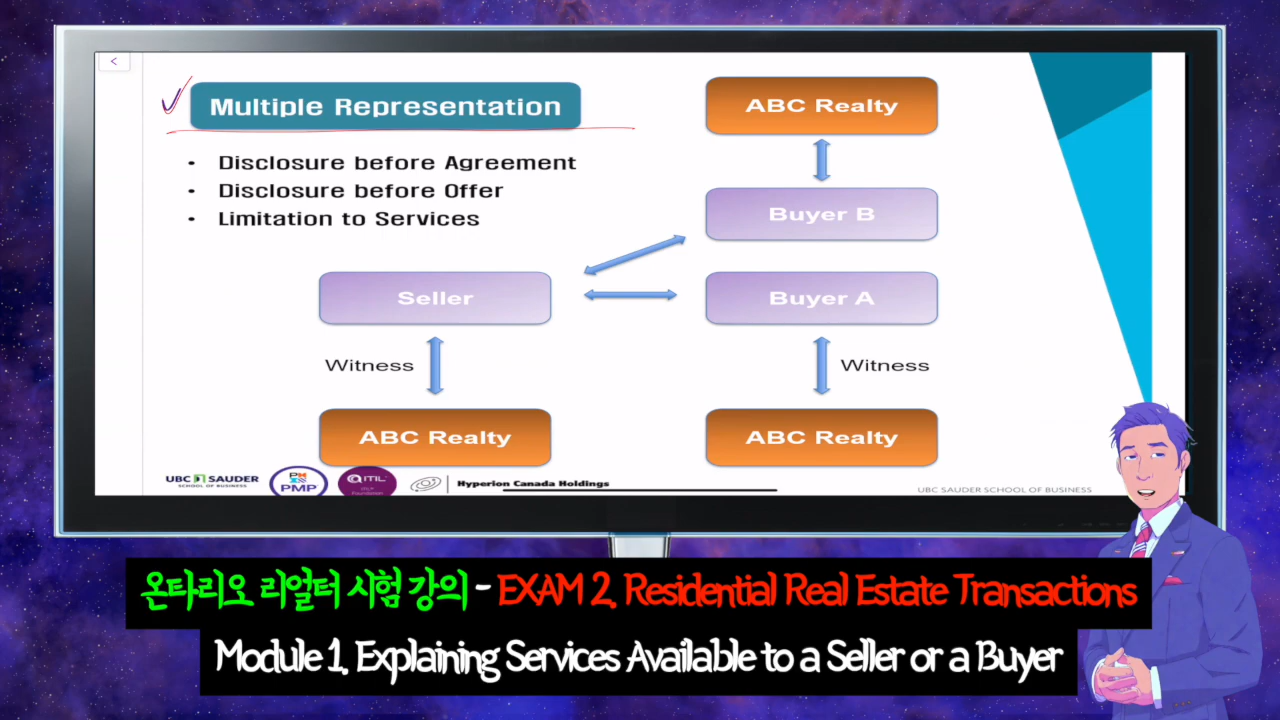 Multiple Representation
• Disclosure before Agreement
• Disclosure before Offer
• Limitation to Services
ABC Realty
Buyer B
Seller
Buyer A
Witness
Witness
ABC Realty
ABC Realty
UBC SAUDER
SCHOOL OF BUSINESS
PMP
ITIL
Hyperion Canada Holdings
UBC SAUDER SCHOOL OF BUSINESS
온타리오 리얼터 시험 강의 - EXAM 2, Residential Real Estate Transactions
Module 1, Explaining Services Available to a Seller or a Buyer